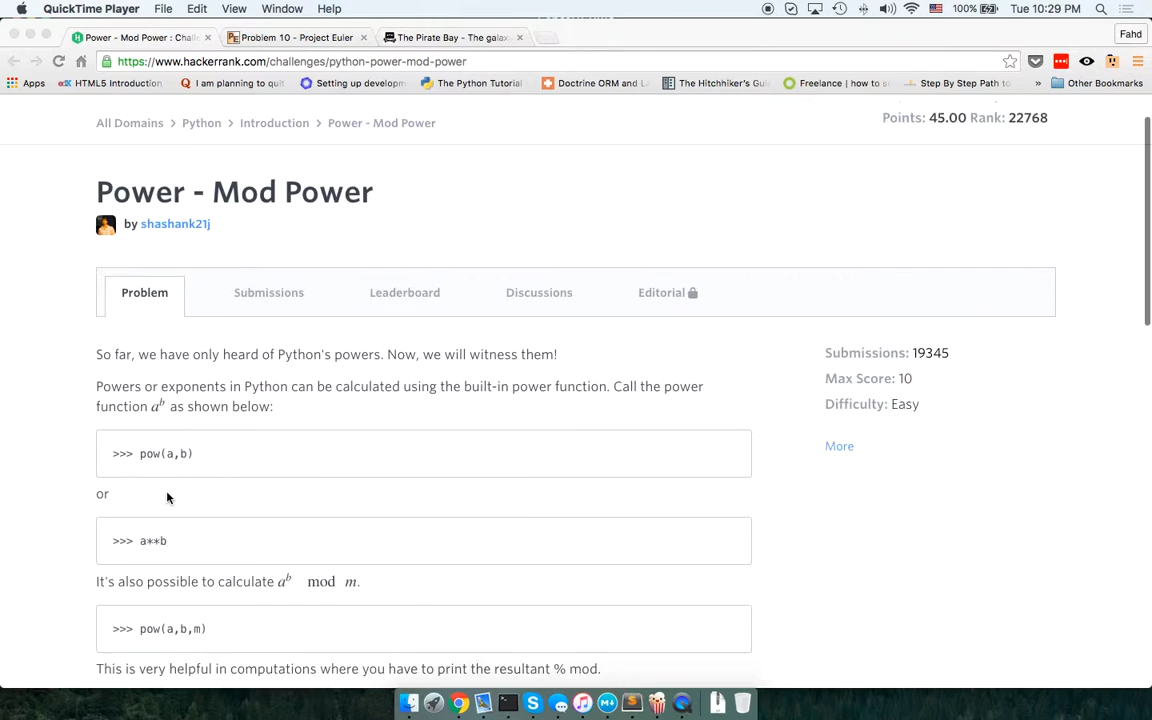 QuickTime Player File Edit View Window Help 100% Tue 10:29 PM
Power - Mod Power : Chall × Problem 10 - Project Euler × The Pirate Bay - The galax × Fahd
https://www.hackerrank.com/challenges/python-power-mod-power
Apps HTML5 Introduction I am planning to quit Setting up developm The Python Tutorial Doctrine ORM and La The Hitchhiker's Guid Freelance | how to se Step By Step Path to » Other Bookmarks
All Domains > Python > Introduction > Power - Mod Power
Points: 45.00 Rank: 22768
Power - Mod Power
by shashank21j
Problem Submissions Leaderboard Discussions Editorial
So far, we have only heard of Python's powers. Now, we will witness them!
Powers or exponents in Python can be calculated using the built-in power function. Call the power
function a^b as shown below:
>>> pow(a,b)
or
>>> a**b
It's also possible to calculate a^b mod m.
>>> pow(a,b,m)
This is very helpful in computations where you have to print the resultant % mod.
Submissions: 19345
Max Score: 10
Difficulty: Easy
More